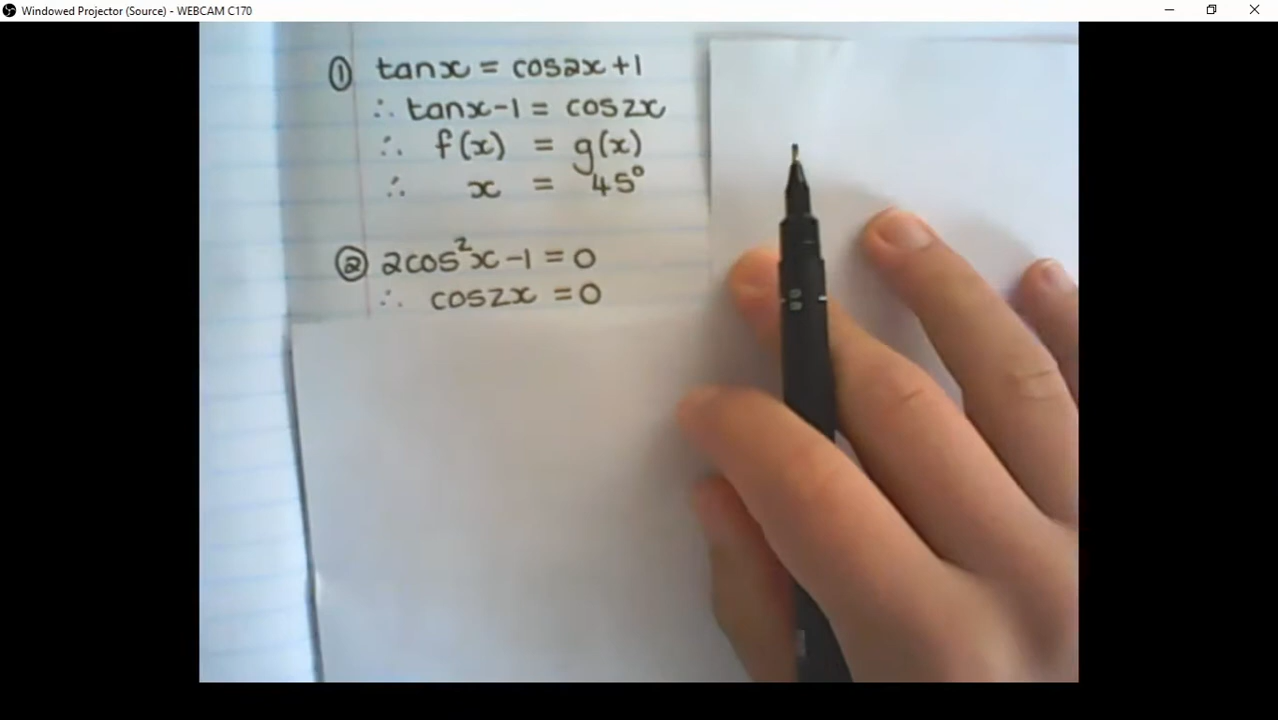 Windowed Projector (Source) - WEBCAM C170
① tanx = cos2x+1
∴ tanx-1 = cos2x
∴ f(x) = g(x)
∴ x = 45°
② 2cos²x-1 = 0
∴ cos2x = 0